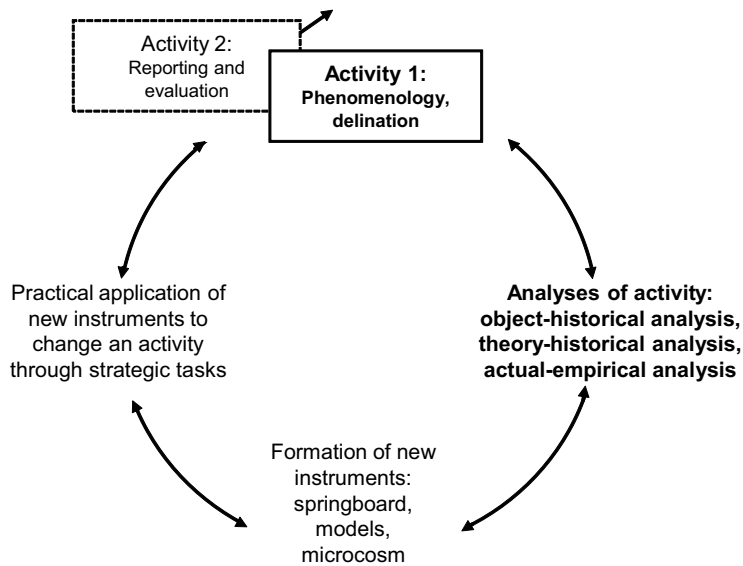 Activity 2:
Reporting and
evaluation
Activity 1:
Phenomenology,
delination
Analyses of activity:
object-historical analysis,
theory-historical analysis,
actual-empirical analysis
Formation of new
instruments:
springboard,
models,
microcosm
Practical application of
new instruments to
change an activity
through strategic tasks